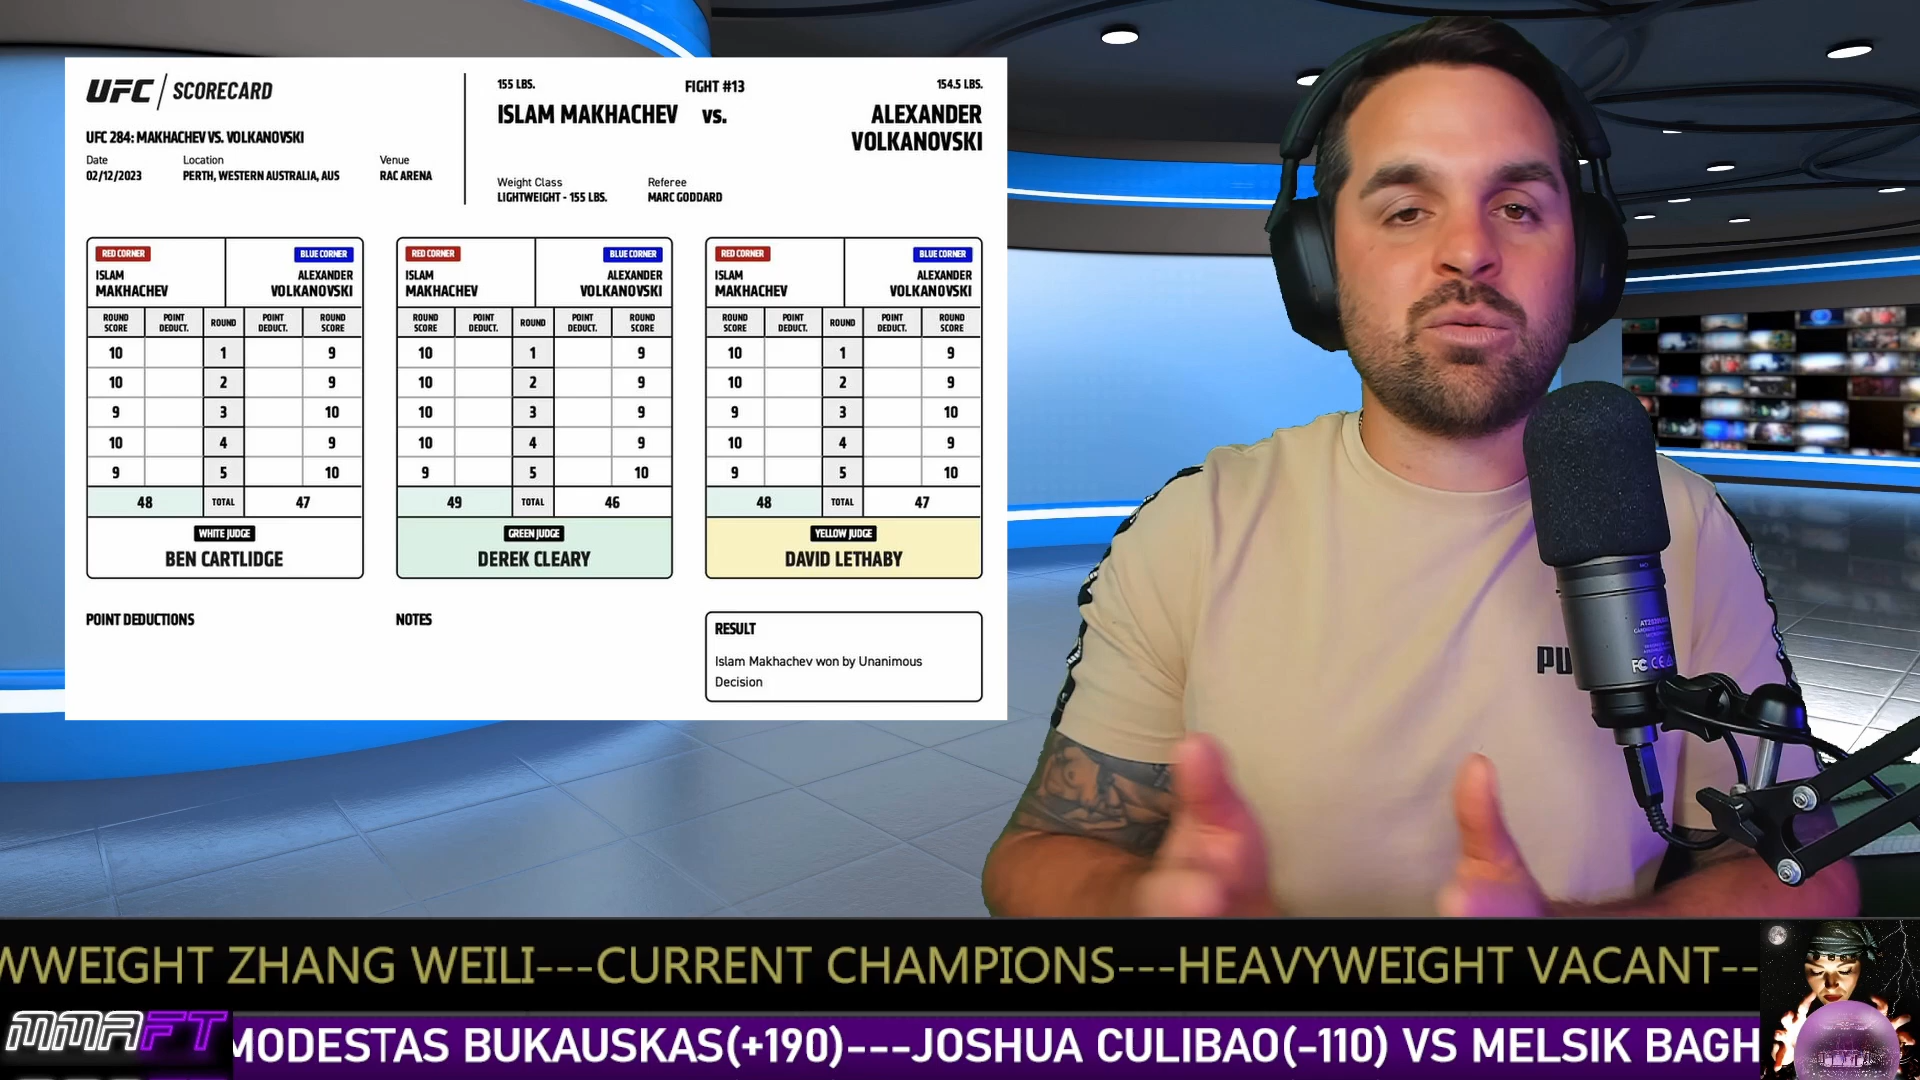 UFC SCORECARD
UFC 284: MAKHACHEV VS. VOLKANOVSKI
Date Location Venue
02/12/2023 PERTH, WESTERN AUSTRALIA, AUS RAC ARENA
155 LBS. FIGHT #13 154.5 LBS.
ISLAM MAKHACHEV VS. ALEXANDER
VOLKANOVSKI
Weight Class Referee
LIGHTWEIGHT - 155 LBS. MARC GODDARD
RED CORNER BLUE CORNER
ISLAM ALEXANDER
MAKHACHEV VOLKANOVSKI
ROUND POINT ROUND POINT ROUND
SCORE DEDUCT. DEDUCT. SCORE
10 1 9
10 2 9
9 3 10
10 4 9
9 5 10
48 TOTAL 47
WHITE JUDGE
BEN CARTLIDGE
RED CORNER BLUE CORNER
ISLAM ALEXANDER
MAKHACHEV VOLKANOVSKI
ROUND POINT ROUND POINT ROUND
SCORE DEDUCT. DEDUCT. SCORE
10 1 9
10 2 9
10 3 9
10 4 9
9 5 10
49 TOTAL 46
GREEN JUDGE
DEREK CLEARY
RED CORNER BLUE CORNER
ISLAM ALEXANDER
MAKHACHEV VOLKANOVSKI
ROUND POINT ROUND POINT ROUND
SCORE DEDUCT. DEDUCT. SCORE
10 1 9
10 2 9
9 3 10
10 4 9
9 5 10
48 TOTAL 47
YELLOW JUDGE
DAVID LETHABY
POINT DEDUCTIONS
NOTES
RESULT
Islam Makhachev won by Unanimous
Decision
PU
FC CE
WWEIGHT ZHANG WEILI---CURRENT CHAMPIONS---HEAVYWEIGHT VACANT--
MMAFT
MODESTAS BUKAUSKAS(+190)---JOSHUA CULIBAO(-110) VS MELSIK BAGH